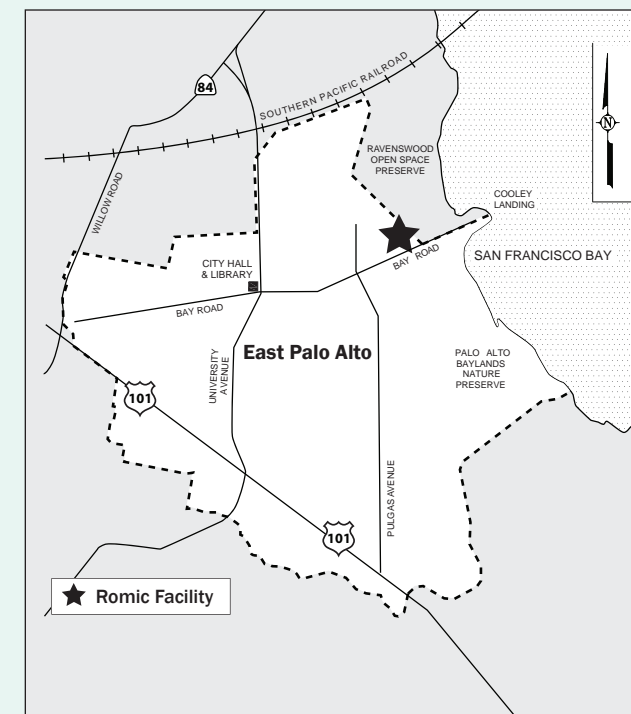 84
SOUTHERN PACIFIC RAILROAD
N
RAVENSWOOD
OPEN SPACE
PRESERVE
WILLOW ROAD
COOLEY
LANDING
CITY HALL
& LIBRARY
BAY ROAD
SAN FRANCISCO BAY
BAY ROAD
East Palo Alto
UNIVERSITY
AVENUE
PALO ALTO
BAYLANDS
NATURE
PRESERVE
101
PULGAS AVENUE
101
Romic Facility